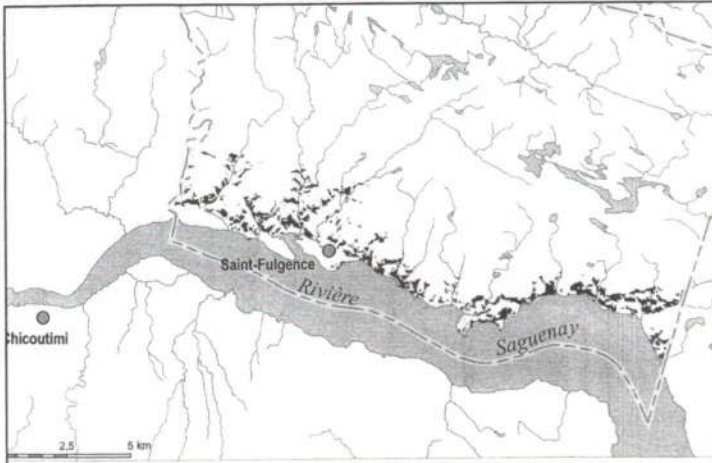 Saint-Fulgence
Rivière
Saguenay
Chicoutimi
2,5 5 km